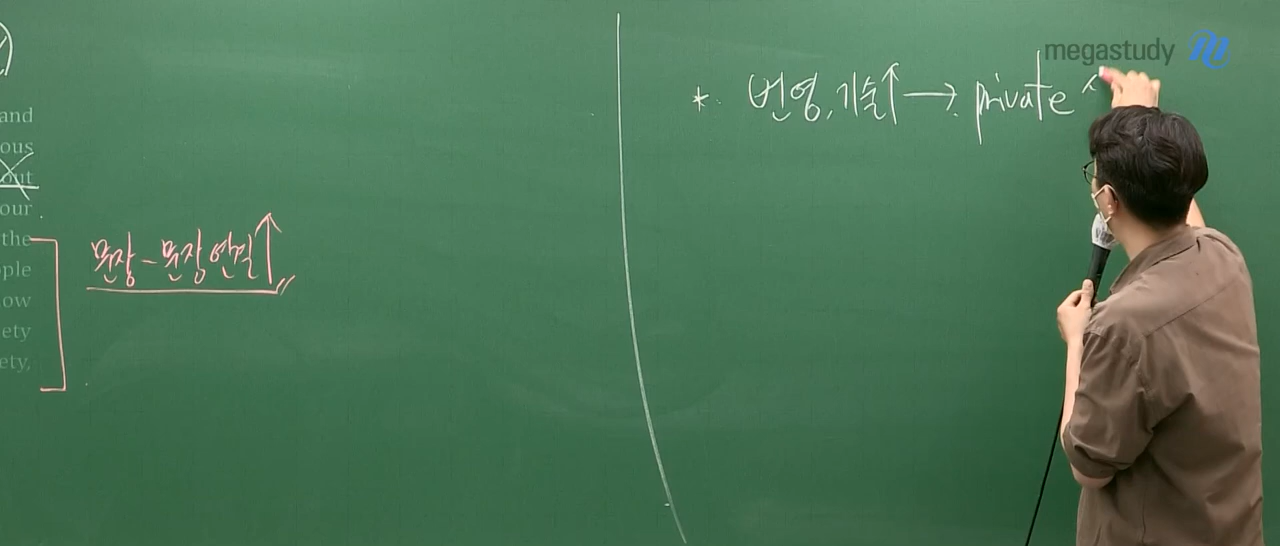 megastudy
and
ous
out
our
the
ple
ow
ety
ety,
문장 - 문장 연결↑
* 번영, 기술↑ → private